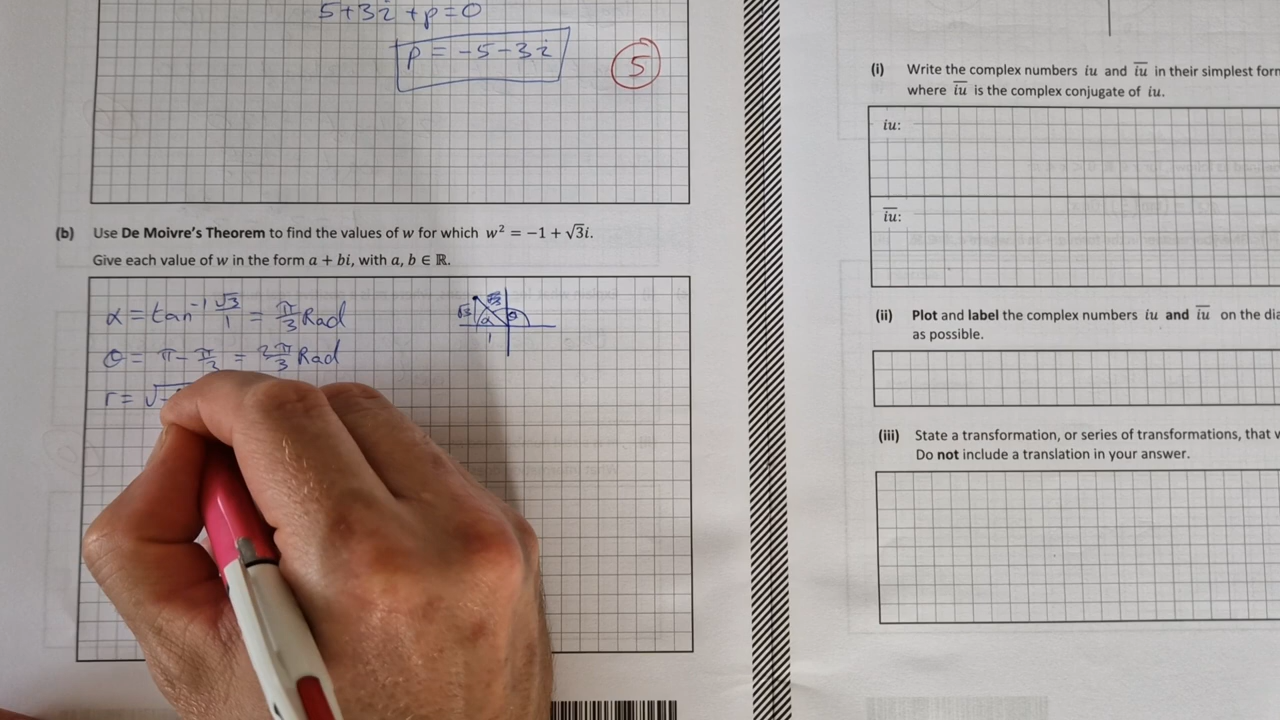 5+3i+p=0
p = -5-3i
5
(b) Use De Moivre's Theorem to find the values of w for which w² = −1 + √3i.
Give each value of w in the form a + bi, with a, b ∈ ℝ.
α = tan⁻¹ √3/1 = π/3 Rad
θ = π - π/3 = 2π/3 Rad
r = √
√3
α
θ
1
(i) Write the complex numbers iu and i̅u̅ in their simplest form
where i̅u̅ is the complex conjugate of iu.
iu:
i̅u̅:
(ii) Plot and label the complex numbers iu and i̅u̅ on the dia
as possible.
(iii) State a transformation, or series of transformations, that
Do not include a translation in your answer.